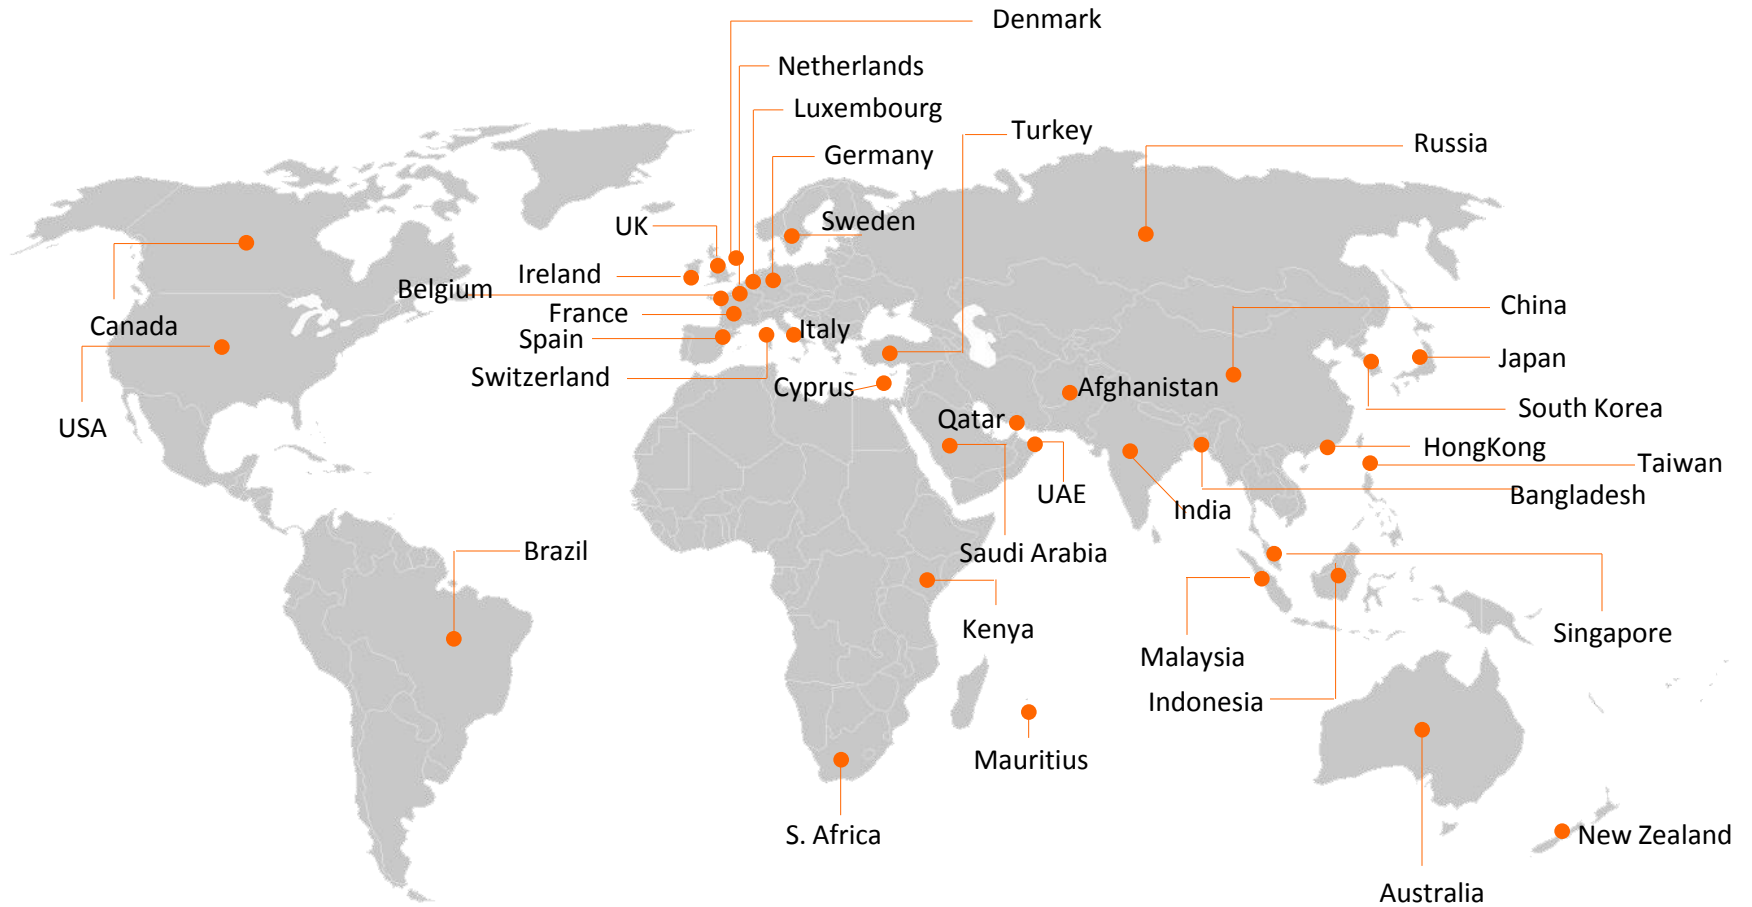 Denmark
Netherlands
Luxembourg
Turkey
Russia
Germany
UK
Sweden
Ireland
Belgium
China
France
Canada
Spain
Italy
Japan
Switzerland
Cyprus
Afghanistan
South Korea
USA
Qatar
HongKong
Taiwan
UAE
Bangladesh
India
Brazil
Saudi Arabia
Kenya
Singapore
Malaysia
Indonesia
Mauritius
S. Africa
New Zealand
Australia